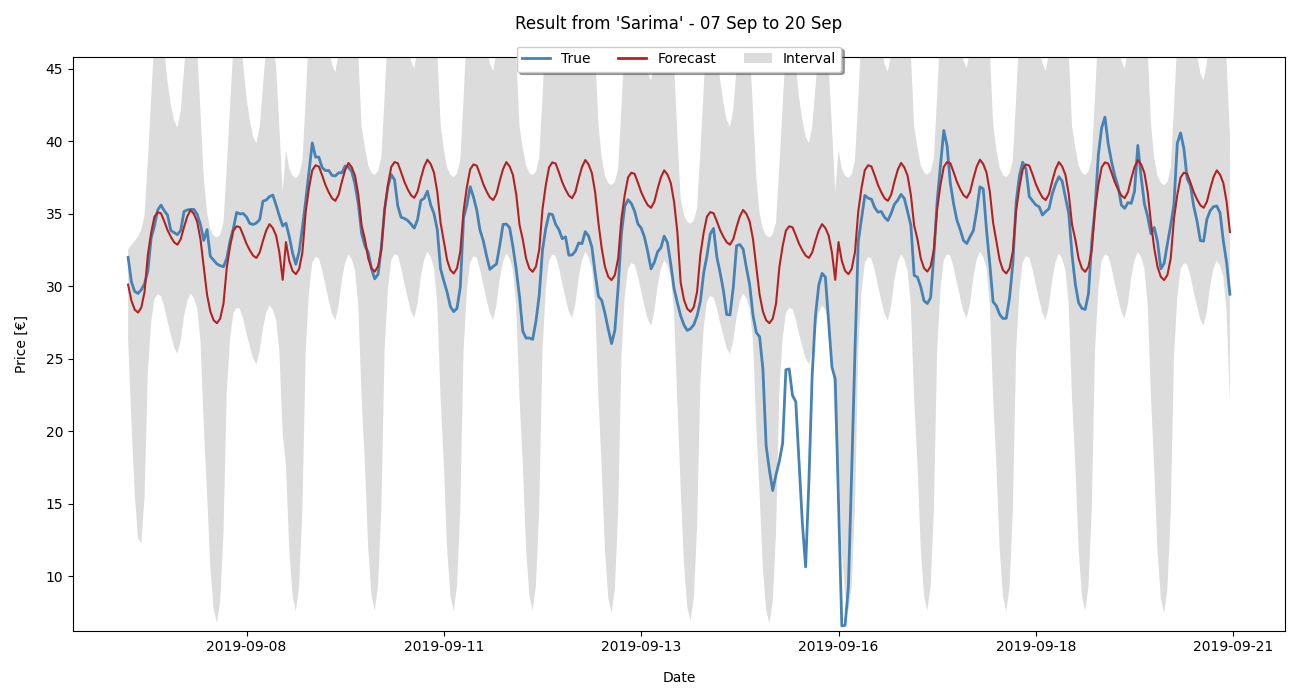 Result from 'Sarima' - 07 Sep to 20 Sep
True Forecast Interval
45
40
35
30
25
20
15
10
Price [€]
2019-09-08 2019-09-11 2019-09-13 2019-09-16 2019-09-18 2019-09-21
Date